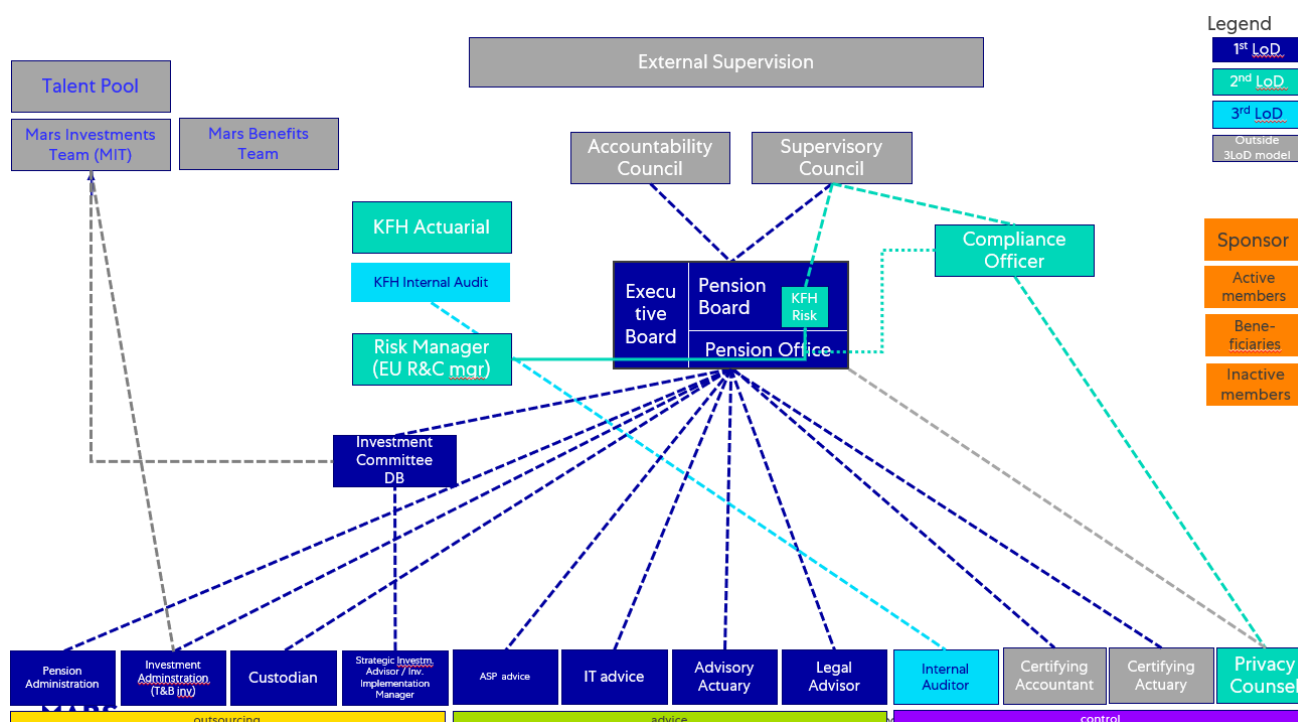 Legend
1st LoD
2nd LoD
3rd LoD
Outside
3LoD model
External Supervision
Talent Pool
Mars Investments
Team (MIT)
Mars Benefits
Team
Accountability
Council
Supervisory
Council
KFH Actuarial
KFH Internal Audit
Risk Manager
(EU R&C mgr)
Execu
tive
Board
Pension
Board
KFH
Risk
Pension Office
Compliance
Officer
Sponsor
Active
members
Bene-
ficiaries
Inactive
members
Investment
Committee
DB
Pension
Administration
Investment
Adminstration
(T&B inv)
Custodian
Strategic Investm.
Advisor / Inv.
Implementation
Manager
ASP advice
IT advice
Advisory
Actuary
Legal
Advisor
Internal
Auditor
Certifying
Accountant
Certifying
Actuary
Privacy
Counsel
MARS
outsourcing
advice
control